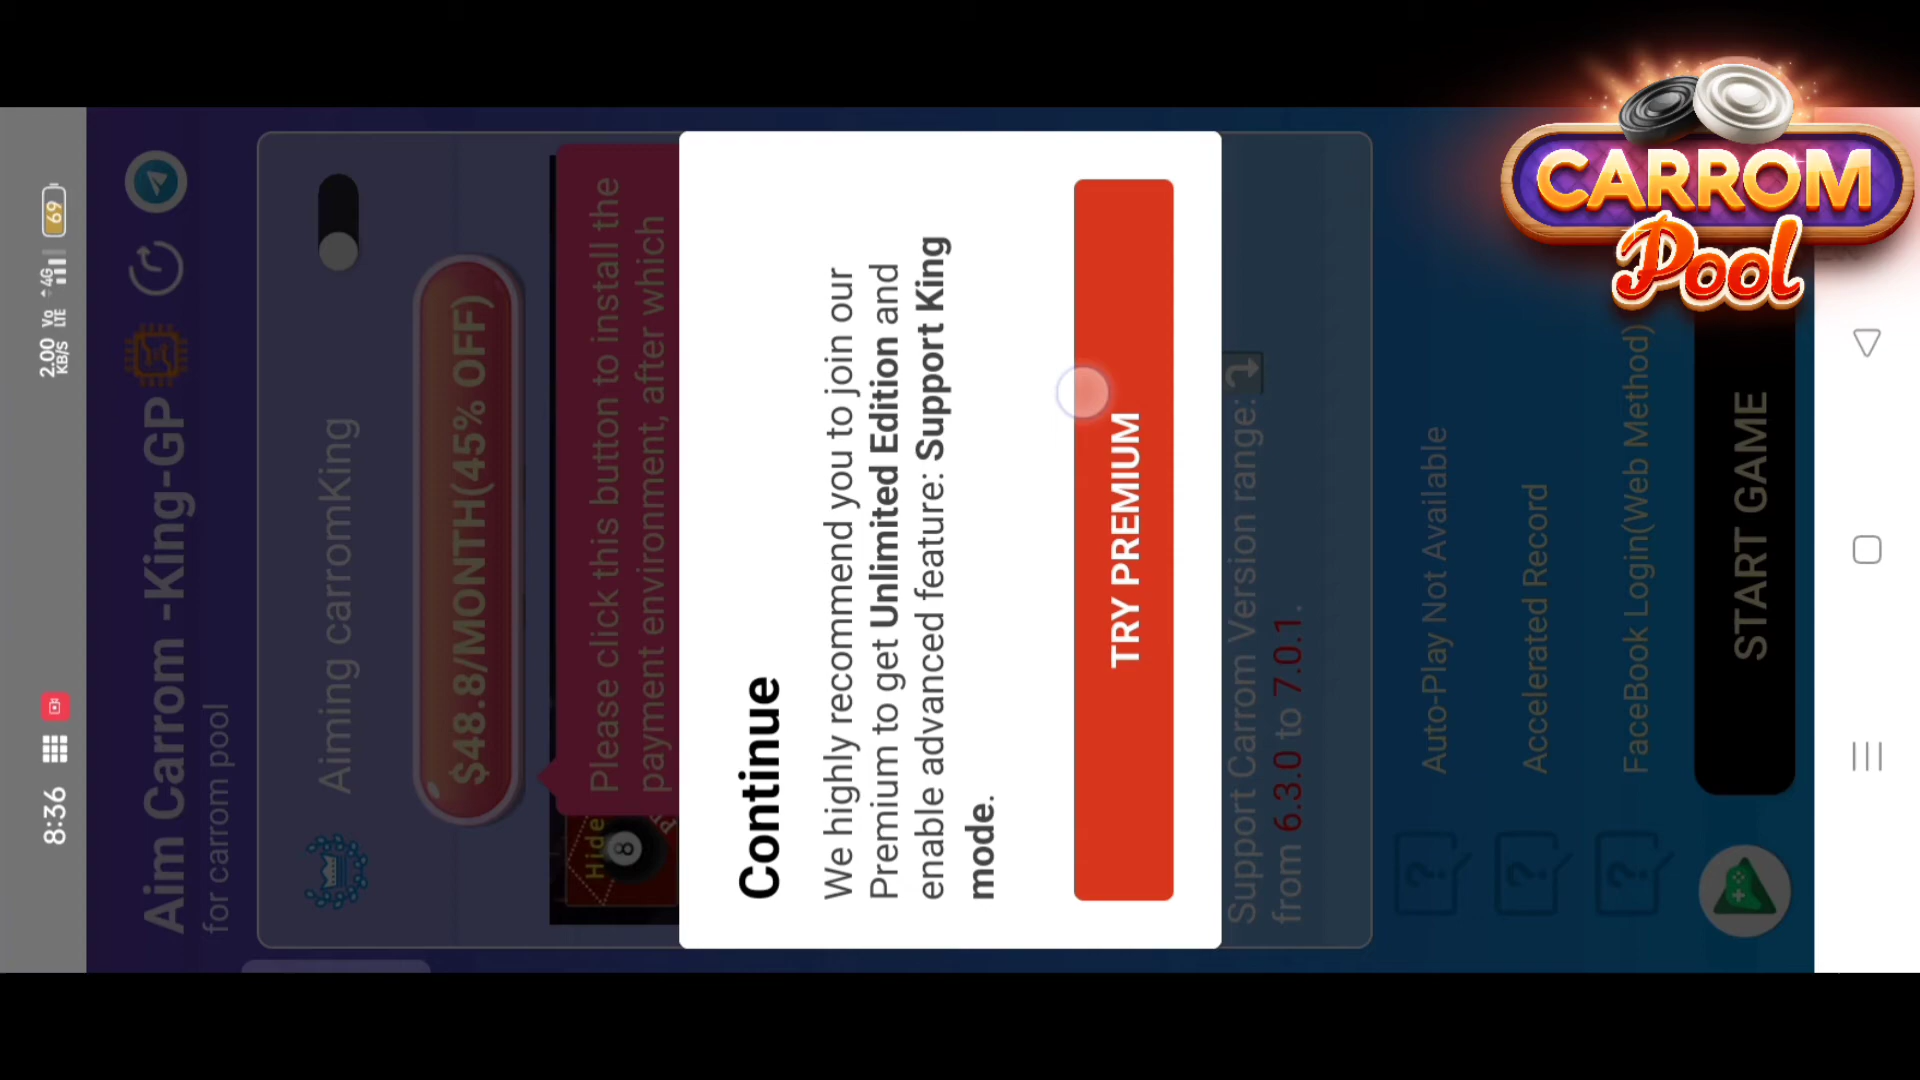 8:36
2.00
KB/S
Vo
LTE
4G
69
Aim Carrom -King-GP
for carrom pool
Aiming carromKing
$48.8/MONTH(45% OFF)
Please click this button to install the
payment environment, after which
Hide
8
Continue
We highly recommend you to join our
Premium to get Unlimited Edition and
enable advanced feature: Support King
mode.
TRY PREMIUM
Support Carrom Version range:
from 6.3.0 to 7.0.1.
Auto-Play Not Available
Accelerated Record
FaceBook Login(Web Method)
START GAME
CARROM
Pool